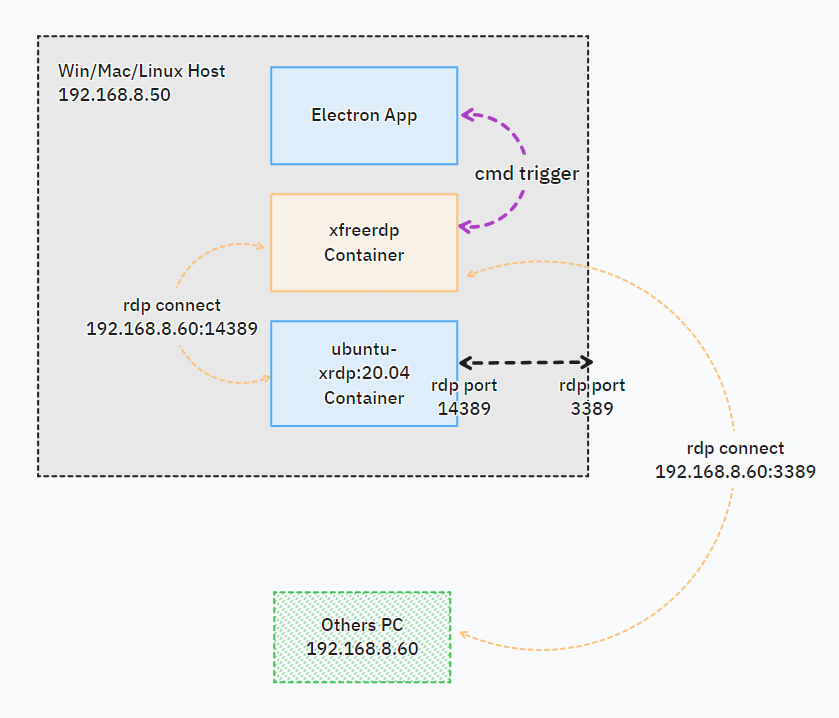 Win/Mac/Linux Host
192.168.8.50
Electron App
cmd trigger
xfreerdp
Container
rdp connect
192.168.8.60:14389
ubuntu-
xrdp:20.04
Container
rdp port
14389
rdp port
3389
rdp connect
192.168.8.60:3389
Others PC
192.168.8.60